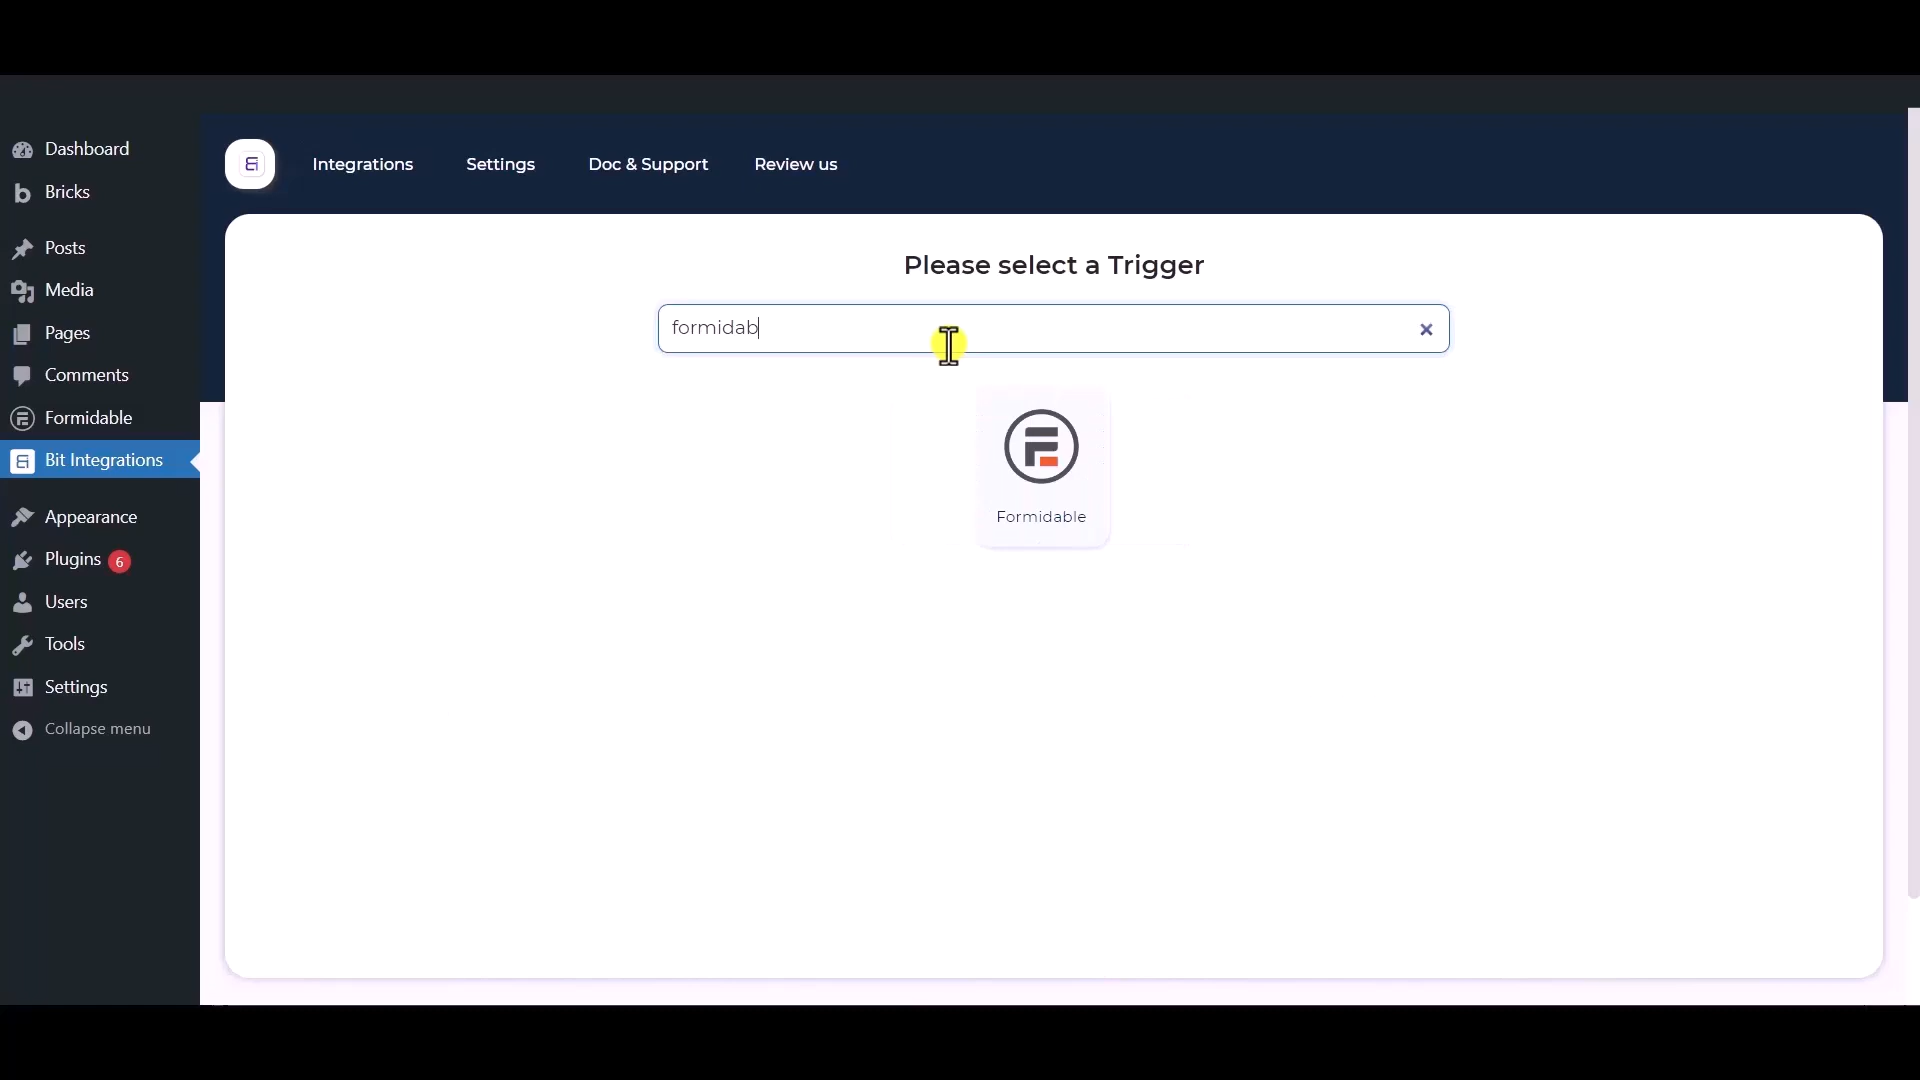 Dashboard
Bricks
Posts
Media
Pages
Comments
Formidable
Bit Integrations
Appearance
Plugins 6
Users
Tools
Settings
Collapse menu
Integrations
Settings
Doc & Support
Review us
Please select a Trigger
formidab
Formidable